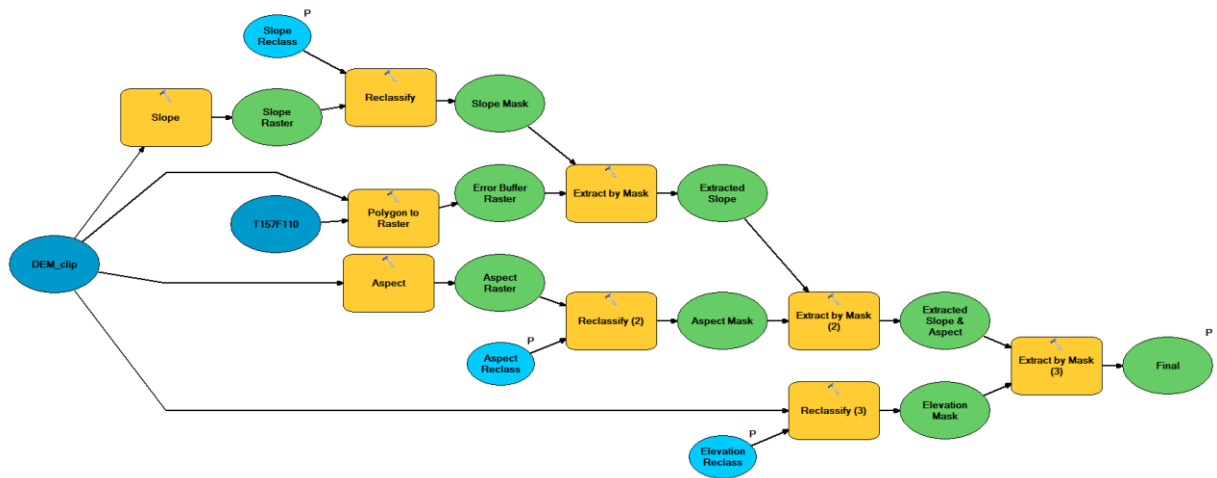 P
Slope
Reclass
Slope
Slope
Raster
Reclassify
Slope Mask
DEM_clip
T157F110
Polygon to
Raster
Error Buffer
Raster
Extract by Mask
Extracted
Slope
Aspect
Aspect
Raster
P
Aspect
Reclass
Reclassify (2)
Aspect Mask
Extract by Mask
(2)
Extracted
Slope &
Aspect
P
Elevation
Reclass
Reclassify (3)
Elevation
Mask
Extract by Mask
(3)
P
Final